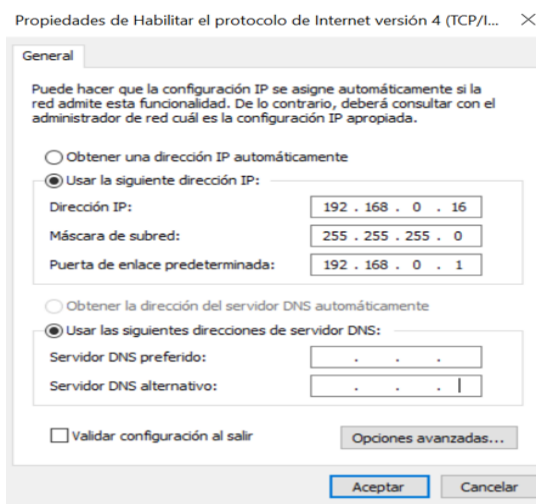 Propiedades de Habilitar el protocolo de Internet versión 4 (TCP/I...
General
Puede hacer que la configuración IP se asigne automáticamente si la
red admite esta funcionalidad. De lo contrario, deberá consultar con el
administrador de red cuál es la configuración IP apropiada.
Obtener una dirección IP automáticamente
Usar la siguiente dirección IP:
Dirección IP: 192 . 168 . 0 . 16
Máscara de subred: 255 . 255 . 255 . 0
Puerta de enlace predeterminada: 192 . 168 . 0 . 1
Obtener la dirección del servidor DNS automáticamente
Usar las siguientes direcciones de servidor DNS:
Servidor DNS preferido: . . .
Servidor DNS alternativo: . . .
Validar configuración al salir
Opciones avanzadas...
Aceptar
Cancelar